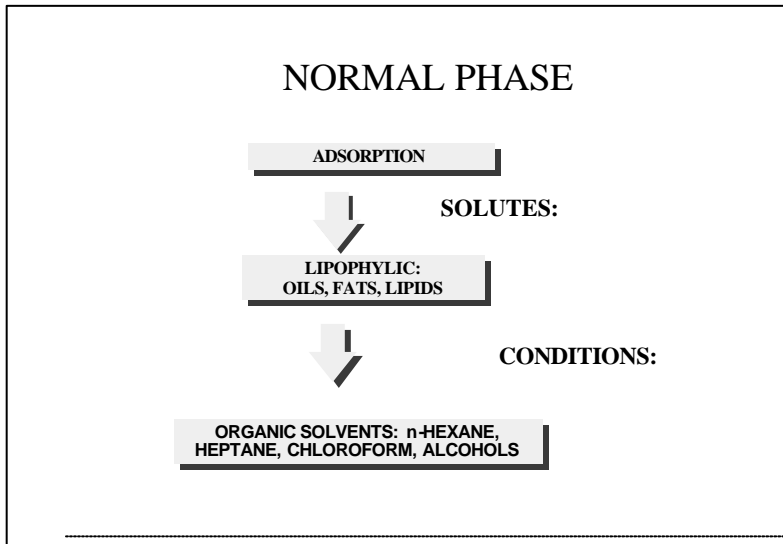 NORMAL PHASE
ADSORPTION
SOLUTES:
LIPOPHYLIC:
OILS, FATS, LIPIDS
CONDITIONS:
ORGANIC SOLVENTS: n-HEXANE,
HEPTANE, CHLOROFORM, ALCOHOLS